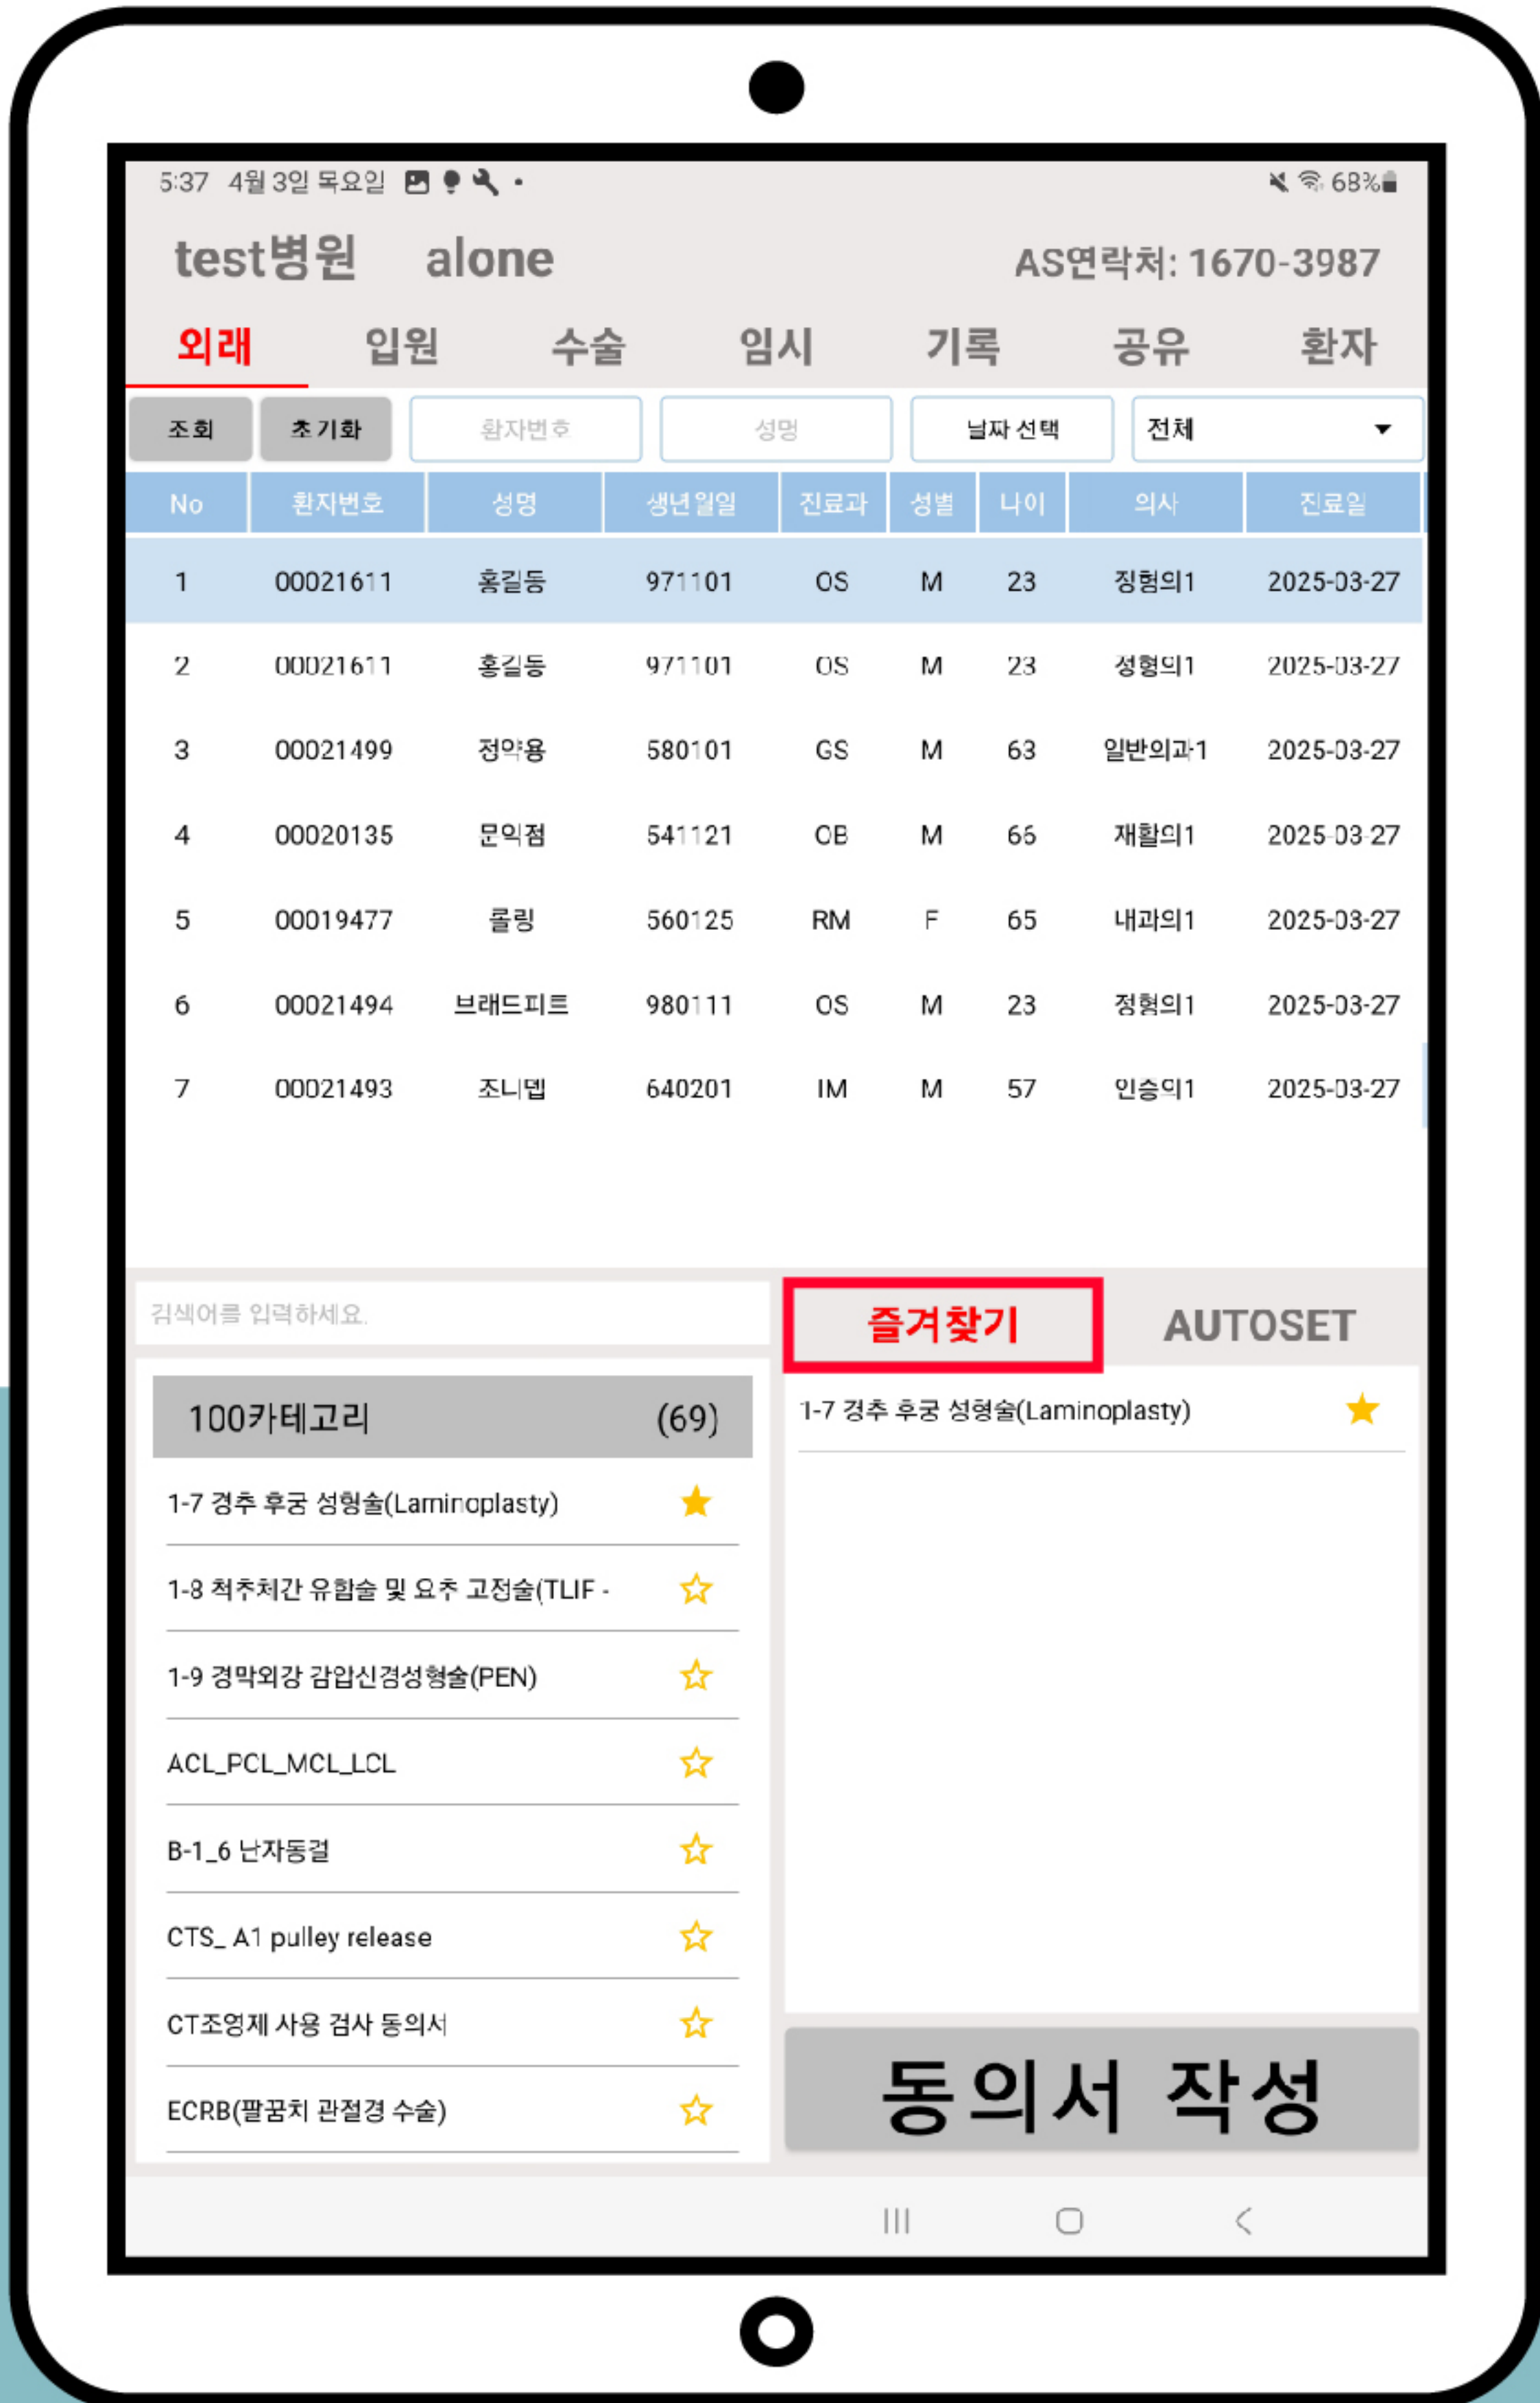 5:37 4월 3일 목요일 68%
test병원 alone AS연락처: 1670-3987
외래 입원 수술 임시 기록 공유 환자
조회 초기화 환자번호 성명 날짜 선택 전체
No 환자번호 성명 생년월일 진료과 성별 나이 의사 진료일
1 00021611 홍길동 971101 OS M 23 정형의1 2025-03-27
2 00021611 홍길동 971101 OS M 23 정형의1 2025-03-27
3 00021499 정약용 580101 GS M 63 일반의과1 2025-03-27
4 00020135 문익점 541121 OB M 66 재활의1 2025-03-27
5 00019477 롤링 560125 RM F 65 내과의1 2025-03-27
6 00021494 브래드피트 980111 OS M 23 정형의1 2025-03-27
7 00021493 조니뎁 640201 IM M 57 인증의1 2025-03-27
검색어를 입력하세요.
즐겨찾기 AUTOSET
100카테고리 (69)
1-7 경추 후궁 성형술(Laminoplasty)
1-8 척추체간 유합술 및 요추 고정술(TLIF -
1-9 경막외강 감압신경성형술(PEN)
ACL_PCL_MCL_LCL
B-1_6 난자동결
CTS_ A1 pulley release
CT조영제 사용 검사 동의서
ECRB(팔꿈치 관절경 수술)
1-7 경추 후궁 성형술(Laminoplasty)
동의서 작성